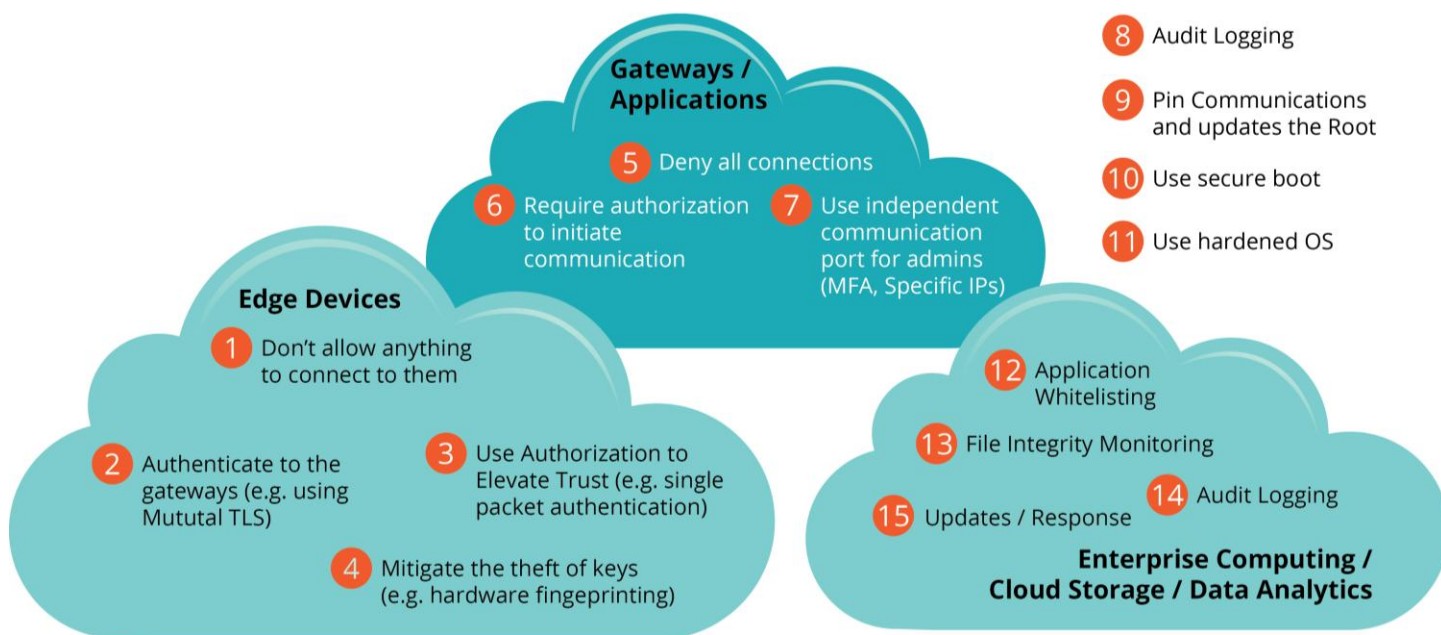 Gateways /
Applications
5 Deny all connections
6 Require authorization
to initiate
communication
7 Use independent
communication
port for admins
(MFA, Specific IPs)
8 Audit Logging
9 Pin Communications
and updates the Root
10 Use secure boot
11 Use hardened OS
Edge Devices
1 Don’t allow anything
to connect to them
2 Authenticate to the
gateways (e.g. using
Mututal TLS)
3 Use Authorization to
Elevate Trust (e.g. single
packet authentication)
4 Mitigate the theft of keys
(e.g. hardware fingeprinting)
12 Application
Whitelisting
13 File Integrity Monitoring
14 Audit Logging
15 Updates / Response
Enterprise Computing /
Cloud Storage / Data Analytics